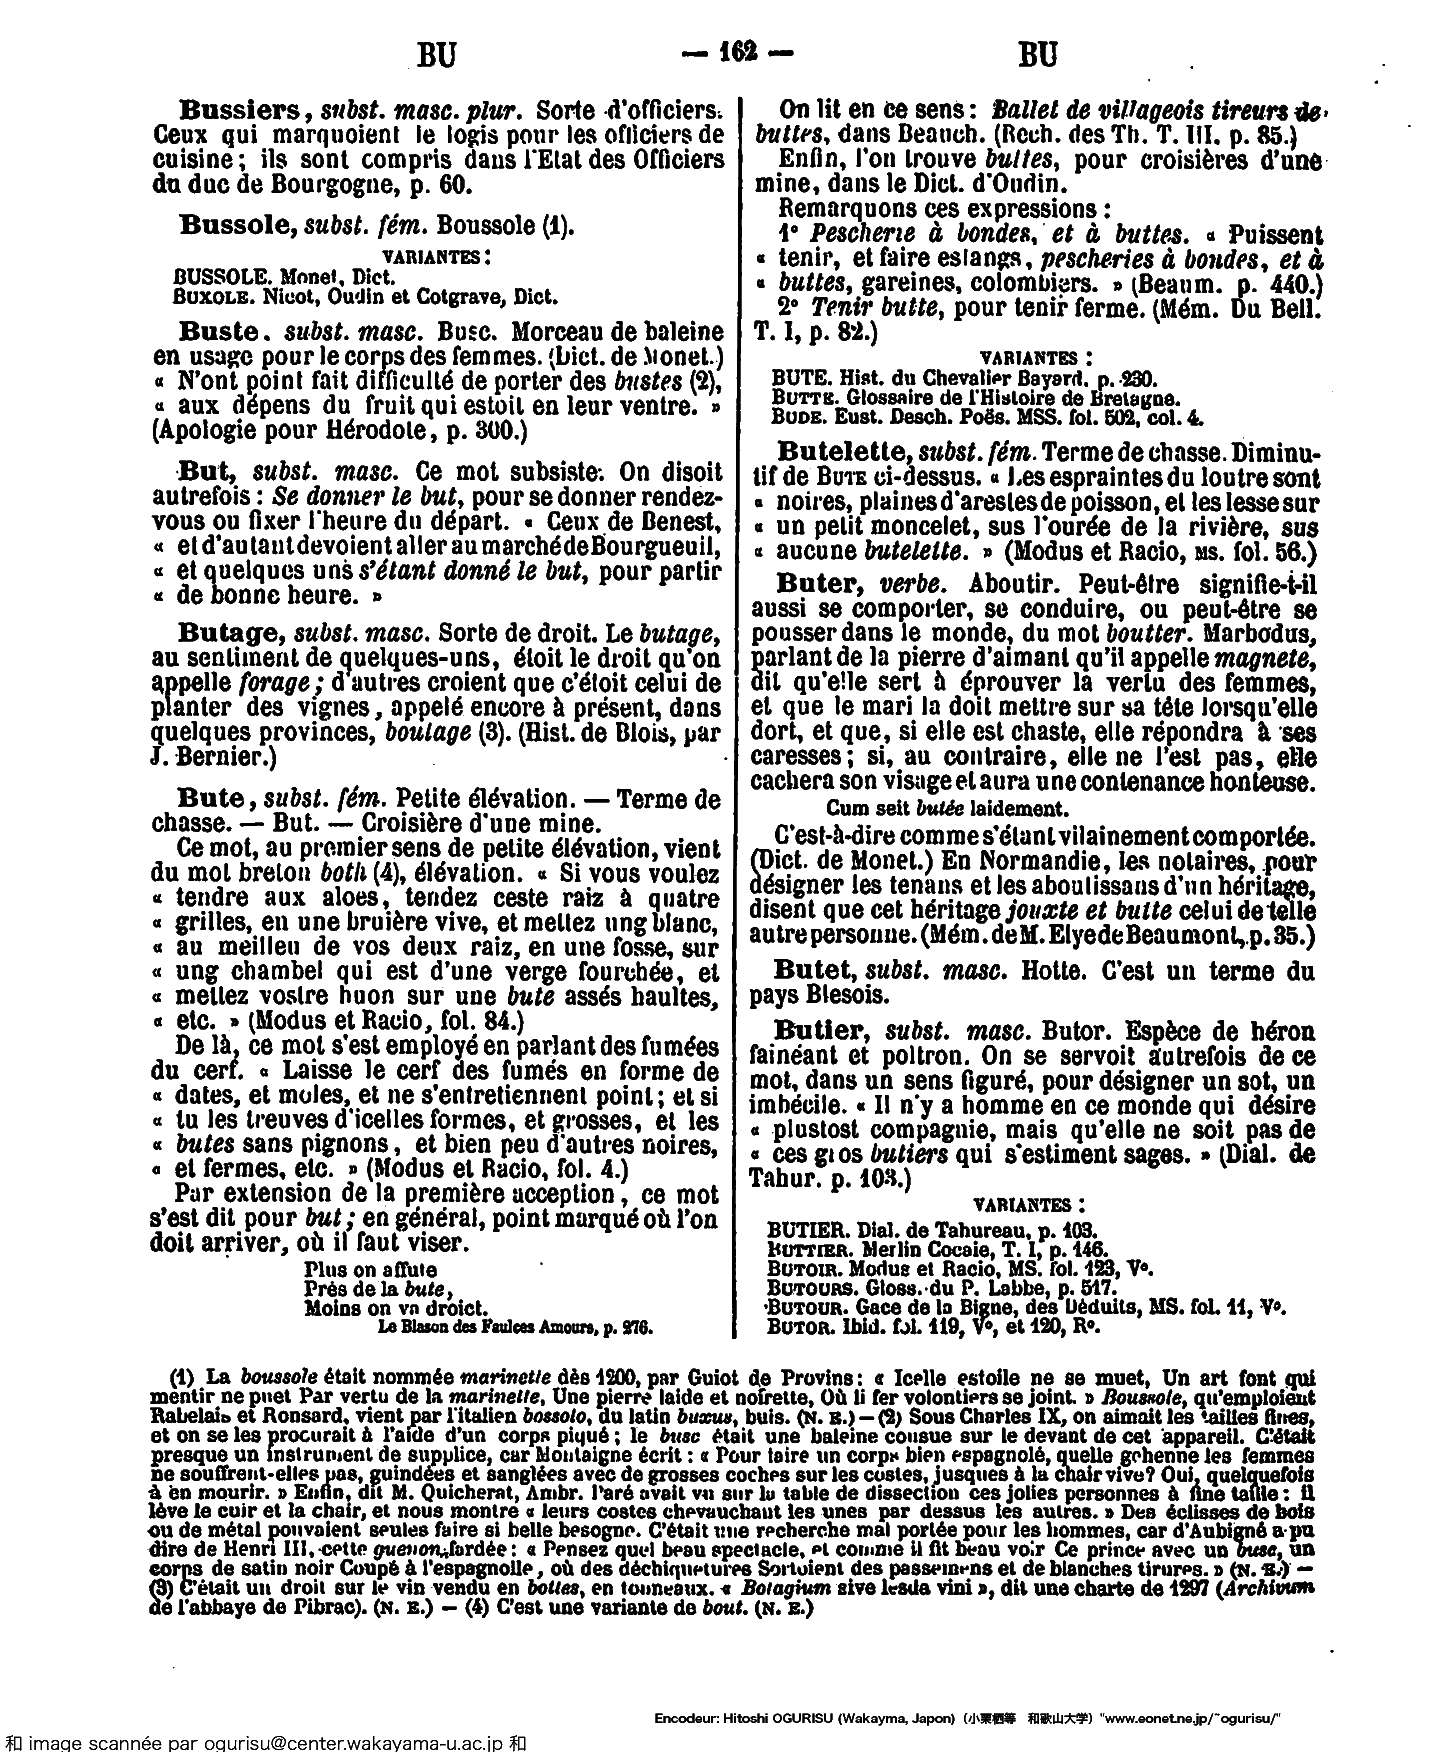 BU — 162 — BU
Bussiers, subst. masc. plur. Sorte d'officiers.
Ceux qui marquoient le logis pour les officiers de
cuisine; ils sont compris dans l'Etat des Officiers
du duc de Bourgogne, p. 60.
Bussole, subst. fém. Boussole (1).
VARIANTES:
BUSSOLE. Monet, Dict.
BUXOLE. Nicot, Oudin et Cotgrave, Dict.
Buste. subst. masc. Busc. Morceau de baleine
en usage pour le corps des femmes. (Dict. de Monet.)
« N'ont point fait difficulté de porter des bustes (2),
« aux dépens du fruit qui estoit en leur ventre. »
(Apologie pour Hérodote, p. 300.)
But, subst. masc. Ce mot subsiste. On disoit
autrefois : Se donner le but, pour se donner rendez-
vous ou fixer l'heure du départ. « Ceux de Benest,
« et d'autant devoient aller au marché de Bourgueuil,
« et quelques uns s'étant donné le but, pour partir
« de bonne heure. »
Butage, subst. masc. Sorte de droit. Le butage,
au sentiment de quelques-uns, étoit le droit qu'on
appelle forage; d'autres croient que c'étoit celui de
planter des vignes, appelé encore à présent, dans
quelques provinces, boutage (3). (Hist. de Blois, par
J. Bernier.)
Bute, subst. fém. Petite élévation. — Terme de
chasse. — But. — Croisière d'une mine.
Ce mot, au premier sens de petite élévation, vient
du mot breton both (4), élévation. « Si vous voulez
« tendre aux aloes, tendez ceste raiz à quatre
« grilles, en une bruière vive, et mettez ung blanc,
« au meilleu de vos deux raiz, en une fosse, sur
« ung chambel qui est d'une verge fourchée, et
« mettez vostre huon sur une bute assés haultes,
« etc. » (Modus et Racio, fol. 84.)
De là, ce mot s'est employé en parlant des fumées
du cerf. « Laisse le cerf des fumés en forme de
« dates, et moles, et ne s'entretiennent point; et si
« tu les treuves d'icelles formes, et grosses, et les
« butes sans pignons, et bien peu d'autres noires,
« et fermes, etc. » (Modus et Racio, fol. 4.)
Par extension de la première acception, ce mot
s'est dit pour but; en général, point marqué où l'on
doit arriver, où il faut viser.
Plus on affute
Prés de la bute,
Moins on va droict.
Le Blason des Faulces Amours, p. 276.
On lit en ce sens: Ballet de villageois tireurs de
buttes, dans Beauch. (Rech. des Th. T. III. p. 85.)
Enfin, l'on trouve buttes, pour croisières d'une
mine, dans le Dict. d'Oudin.
Remarquons ces expressions :
1° Pescherie à bondes, et à buttes. « Puissent
« tenir, et faire estangs, pescheries à bondes, et à
« buttes, gareines, colombiers. » (Beaum. p. 440.)
2° Tenir butte, pour tenir ferme. (Mém. Du Bell.
T. I, p. 82.)
VARIANTES :
BUTE. Hist. du Chevalier Bayard. p. 230.
BUTTE. Glossaire de l'Histoire de Bretagne.
BUDE. Eust. Desch. Poës. MSS. fol. 502, col. 4.
Butelette, subst. fém. Terme de chasse. Diminu-
tif de BUTE ci-dessus. « Les espraintes du loutre sont
« noires, plaines d'arestes de poisson, et les lesse sur
« un petit moncelet, sus l'ourée de la rivière, sus
« aucune butelette. » (Modus et Racio, MS. fol. 56.)
Buter, verbe. Aboutir. Peut-être signifie-t-il
aussi se comporter, se conduire, ou peut-être se
pousser dans le monde, du mot boutter. Marbodus,
parlant de la pierre d'aimant qu'il appelle magnete,
dit qu'elle sert à éprouver la vertu des femmes,
et que le mari la doit mettre sur sa tête lorsqu'elle
dort, et que, si elle est chaste, elle répondra à ses
caresses; si, au contraire, elle ne l'est pas, elle
cachera son visage et aura une contenance honteuse.
Cum seit butée laidement.
C'est-à-dire comme s'étant vilainement comportée.
(Dict. de Monet.) En Normandie, les notaires, pour
désigner les tenans et les aboutissans d'un héritage,
disent que cet héritage jouxte et butte celui de telle
autre personne. (Mém. de M. Elye de Beaumont, p. 35.)
Butet, subst. masc. Hotte. C'est un terme du
pays Blesois.
Butier, subst. masc. Butor. Espèce de héron
fainéant et poltron. On se servoit autrefois de ce
mot, dans un sens figuré, pour désigner un sot, un
imbécile. « Il n'y a homme en ce monde qui désire
« plustost compagnie, mais qu'elle ne soit pas de
« ces gros butiers qui s'estiment sages. » (Dial. de
Tahur. p. 103.)
VARIANTES :
BUTIER. Dial. de Tahureau, p. 103.
BUTTIER. Merlin Cocaie, T. I, p. 146.
BUTOIR. Modus et Racio, MS. fol. 123, V°.
BUTOURS. Gloss. du P. Labbe, p. 517.
BUTOUR. Gace de la Bigne, des Déduits, MS. fol. 11, V°.
BUTOR. Ibid. fol. 119, V°, et 120, R°.
(1) La boussole était nommée marinette dès 1200, par Guiot de Provins: « Icelle estoile ne se muet, Un art font qui
mentir ne puet Par vertu de la marinette, Une pierre laide et noirette, Où li fer volontiers se joint. » Boussole, qu'emploient
Rabelais et Ronsard, vient par l'italien bossolo, du latin buxus, buis. (N. E.) — (2) Sous Charles IX, on aimait les tailles fines,
et on se les procurait à l'aide d'un corps piqué; le busc était une baleine cousue sur le devant de cet appareil. C'était
presque un instrument de supplice, car Montaigne écrit : « Pour faire un corps bien espagnolé, quelle gehenne les femmes
ne souffrent-elles pas, guindées et sanglées avec de grosses coches sur les costes, jusques à la chair vive? Oui, quelquefois
à en mourir. » Enfin, dit M. Quicherat, Ambr. Paré avait vu sur la table de dissection ces jolies personnes à fine taille : il
lève le cuir et la chair, et nous montre « leurs costes chevauchant les unes par dessus les autres. » Des éclisses de bois
ou de métal pouvaient seules faire si belle besogne. C'était une recherche mal portée pour les hommes, car d'Aubigné a pu
dire de Henri III, cette guenon fardée : « Pensez quel beau spectacle, et comme il fit beau voir Ce prince avec un busc, un
corps de satin noir Coupé à l'espagnolle, où des déchiquetures Sortoient des passemens et de blanches tirures. » (N. E.) —
(3) C'était un droit sur le vin vendu en bottes, en tonneaux. « Botagium sive lesda vini », dit une charte de 1297 (Archivum
de l'abbaye de Pibrac). (N. E.) — (4) C'est une variante de bout. (N. E.)
Encodeur: Hitoshi OGURISU (Wakayma, Japon) (小栗栖等 和歌山大学) "www.eonet.ne.jp/~ogurisu/"
和 image scannée par ogurisu@center.wakayama-u.ac.jp 和